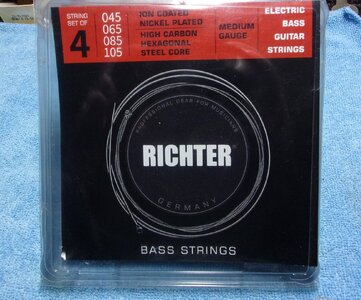 STRING
SET OF
4
045
065
085
105
ION COATED
NICKEL PLATED
HIGH CARBON
HEXAGONAL
STEEL CORE
MEDIUM
GAUGE
ELECTRIC
BASS
GUITAR
STRINGS
PROFESSIONAL GEAR FOR MUSICIANS
RICHTER
GERMANY
BASS STRINGS